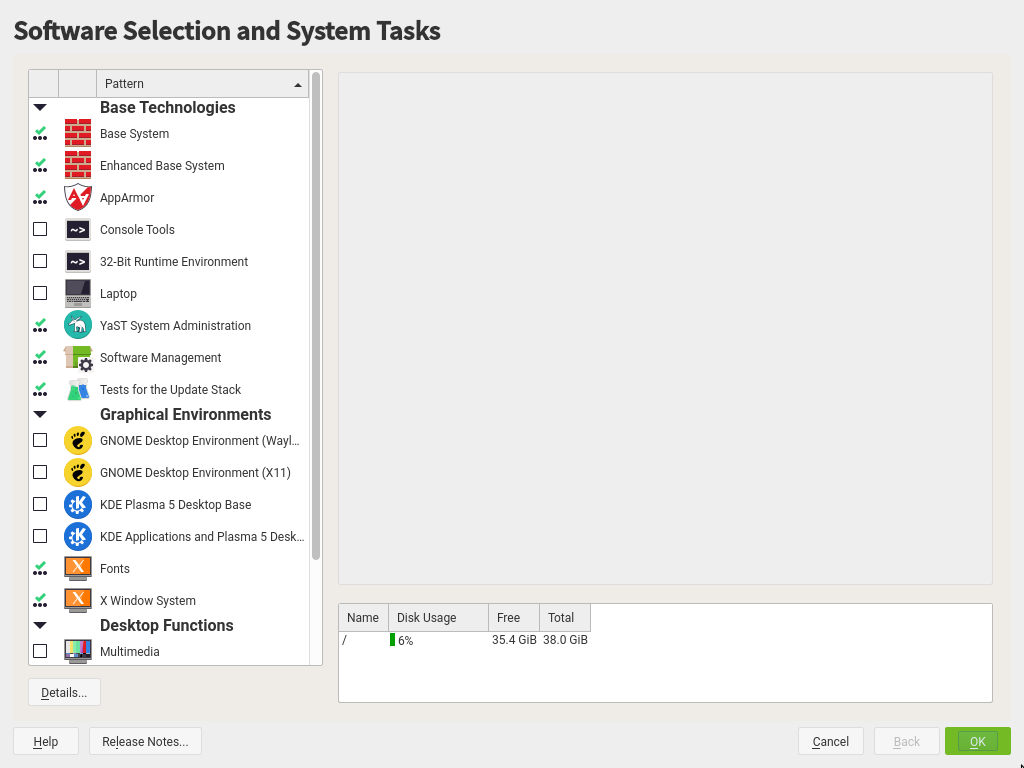 Software Selection and System Tasks
Pattern
Base Technologies
Base System
Enhanced Base System
AppArmor
~> Console Tools
~> 32-Bit Runtime Environment
Laptop
YaST System Administration
Software Management
Tests for the Update Stack
Graphical Environments
GNOME Desktop Environment (Wayl...
GNOME Desktop Environment (X11)
KDE Plasma 5 Desktop Base
KDE Applications and Plasma 5 Desk...
X Fonts
X X Window System
Desktop Functions
Multimedia
Name Disk Usage Free Total
/ 6% 35.4 GiB 38.0 GiB
Details...
Help Release Notes... Cancel Back OK